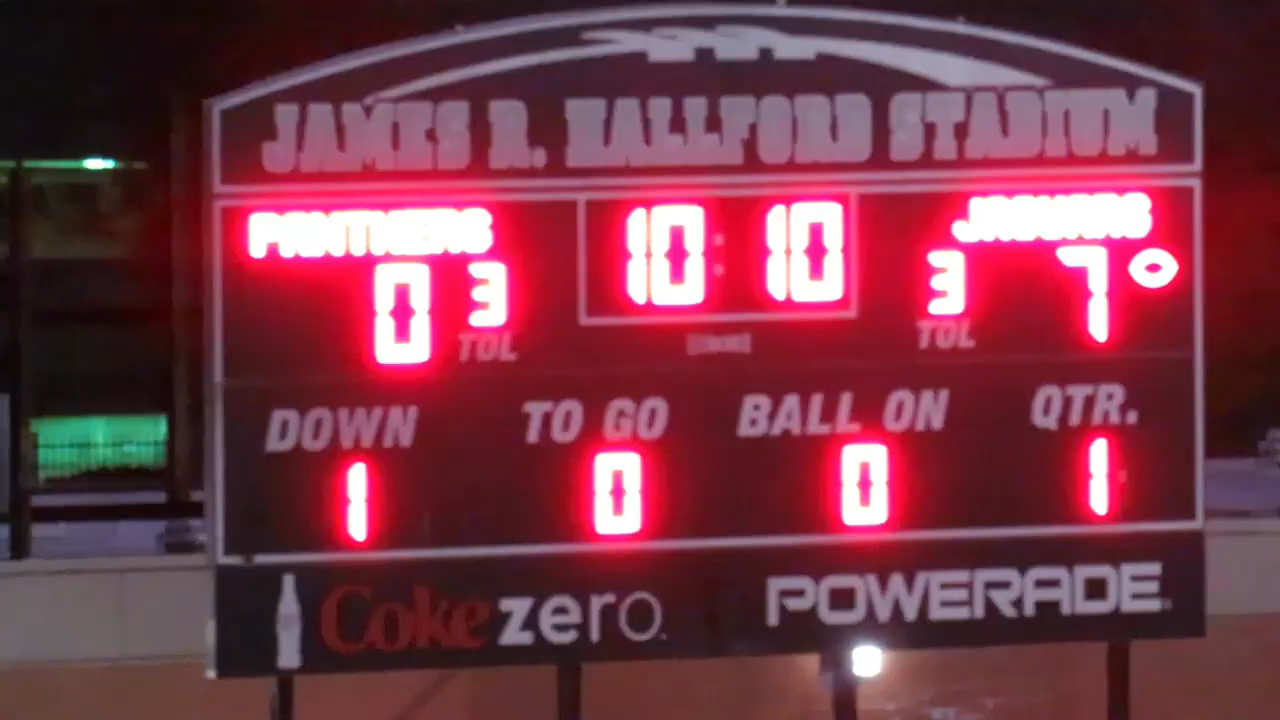 JAMES R. HALLFORD STADIUM
PANTHERS 10:10 JAGUARS
0 3 3 7
TOL TOL
DOWN TO GO BALL ON QTR.
1 0 0 1
Coke zero POWERADE